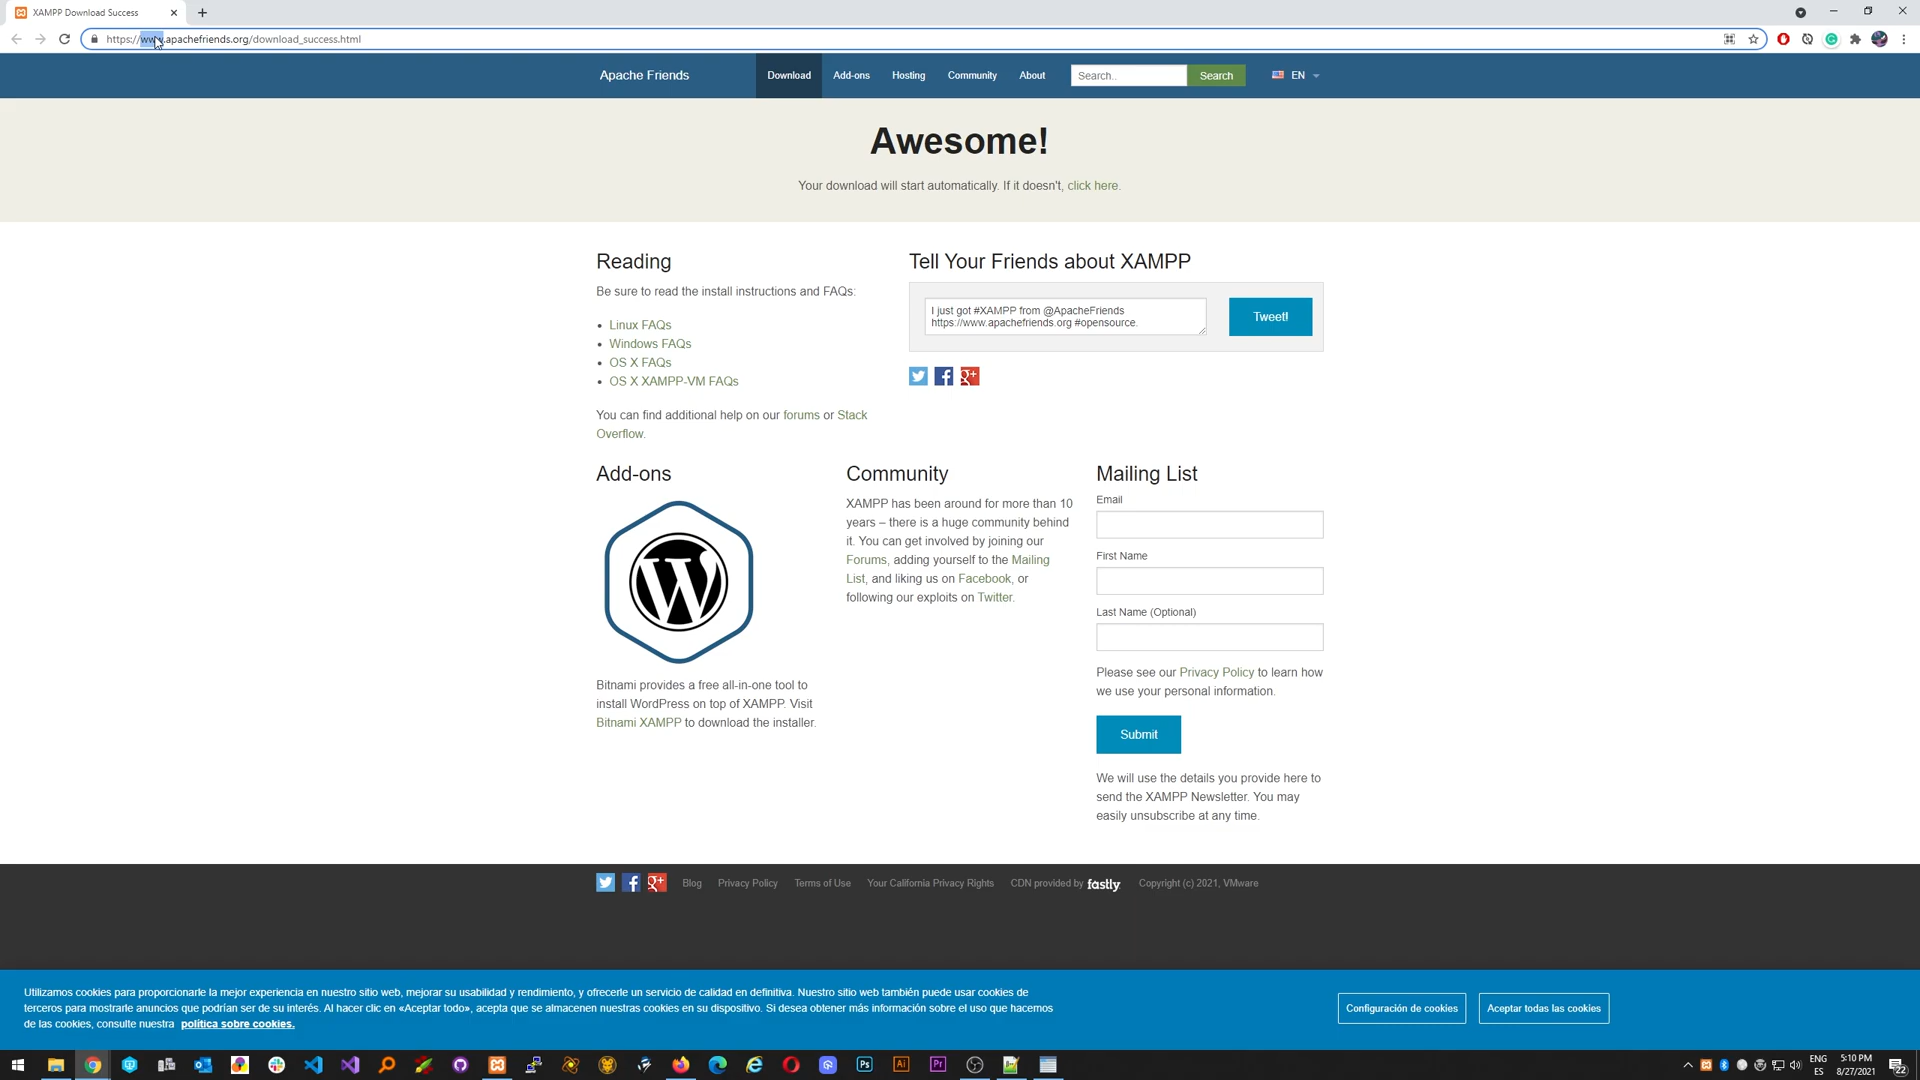 XAMPP Download Success
https://www.apachefriends.org/download_success.html
Apache Friends
Download
Add-ons
Hosting
Community
About
Search..
Search
EN
Awesome!
Your download will start automatically. If it doesn't, click here.
Reading
Be sure to read the install instructions and FAQs:
Linux FAQs
Windows FAQs
OS X FAQs
OS X XAMPP-VM FAQs
You can find additional help on our forums or Stack
Overflow.
Tell Your Friends about XAMPP
I just got #XAMPP from @ApacheFriends
https://www.apachefriends.org #opensource.
Tweet!
Add-ons
Bitnami provides a free all-in-one tool to
install WordPress on top of XAMPP. Visit
Bitnami XAMPP to download the installer.
Community
XAMPP has been around for more than 10
years – there is a huge community behind
it. You can get involved by joining our
Forums, adding yourself to the Mailing
List, and liking us on Facebook, or
following our exploits on Twitter.
Mailing List
Email
First Name
Last Name (Optional)
Please see our Privacy Policy to learn how
we use your personal information.
Submit
We will use the details you provide here to
send the XAMPP Newsletter. You may
easily unsubscribe at any time.
Blog
Privacy Policy
Terms of Use
Your California Privacy Rights
CDN provided by fastly
Copyright (c) 2021, VMware
Utilizamos cookies para proporcionarle la mejor experiencia en nuestro sitio web, mejorar su usabilidad y rendimiento, y ofrecerle un servicio de calidad en definitiva. Nuestro sitio web también puede usar cookies de
terceros para mostrarle anuncios que podrían ser de su interés. Al hacer clic en «Aceptar todo», acepta que se almacenen nuestras cookies en su dispositivo. Si desea obtener más información sobre el uso que hacemos
de las cookies, consulte nuestra política sobre cookies.
Configuración de cookies
Aceptar todas las cookies
Ps
Ai
Pr
ENG
ES
5:10 PM
8/27/2021
22